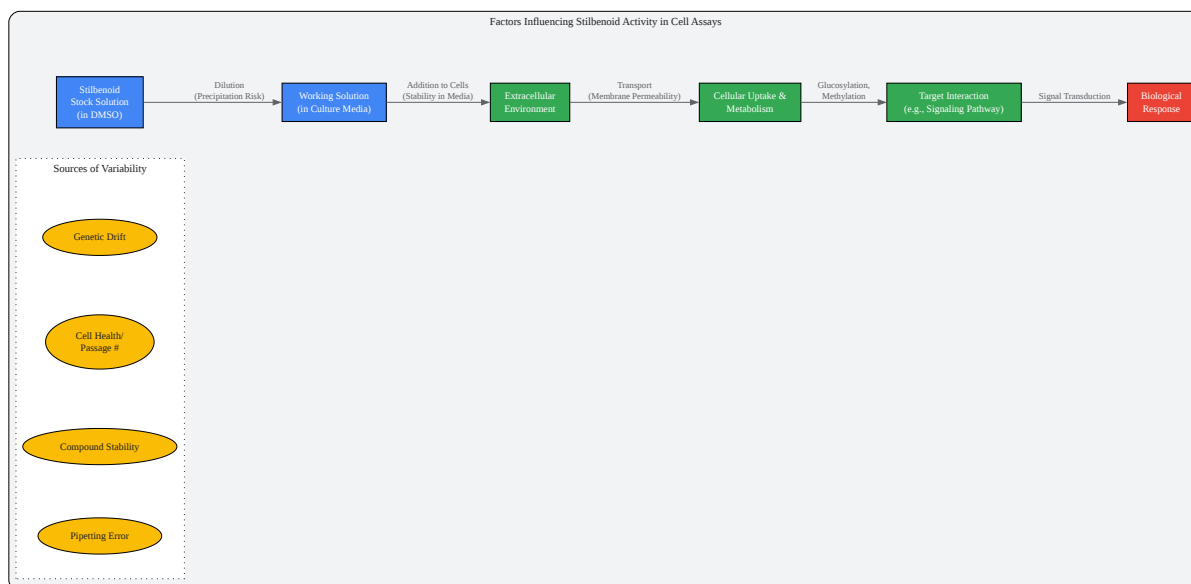 Factors Influencing Stilbenoid Activity in Cell Assays
Stilbenoid
Stock Solution
(in DMSO)
Dilution
(Precipitation Risk)
Working Solution
(in Culture Media)
Addition to Cells
(Stability in Media)
Extracellular
Environment
Transport
(Membrane Permeability)
Cellular Uptake &
Metabolism
Glucosylation,
Methylation
Target Interaction
(e.g., Signaling Pathway)
Signal Transduction
Biological
Response
Sources of Variability
Genetic Drift
Cell Health/
Passage #
Compound Stability
Pipetting Error